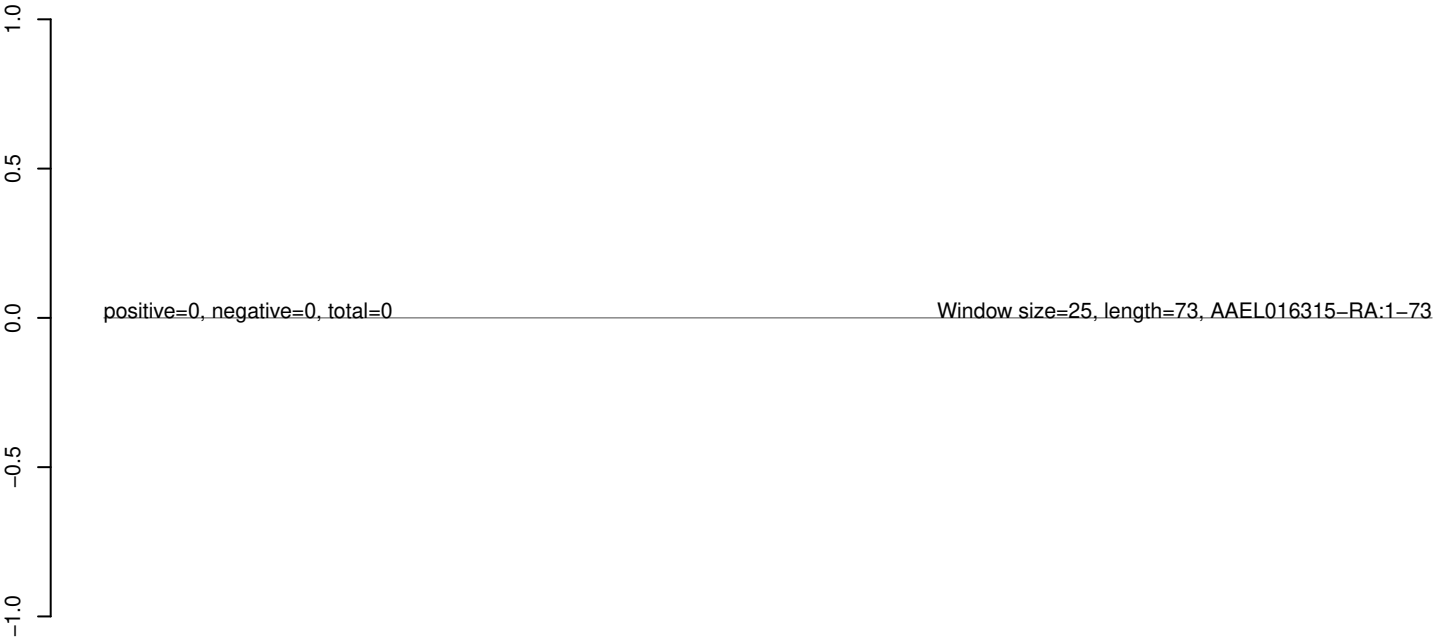 1.0
0.5
0.0
−0.5
−1.0
positive=0, negative=0, total=0
Window size=25, length=73, AAEL016315−RA:1−73